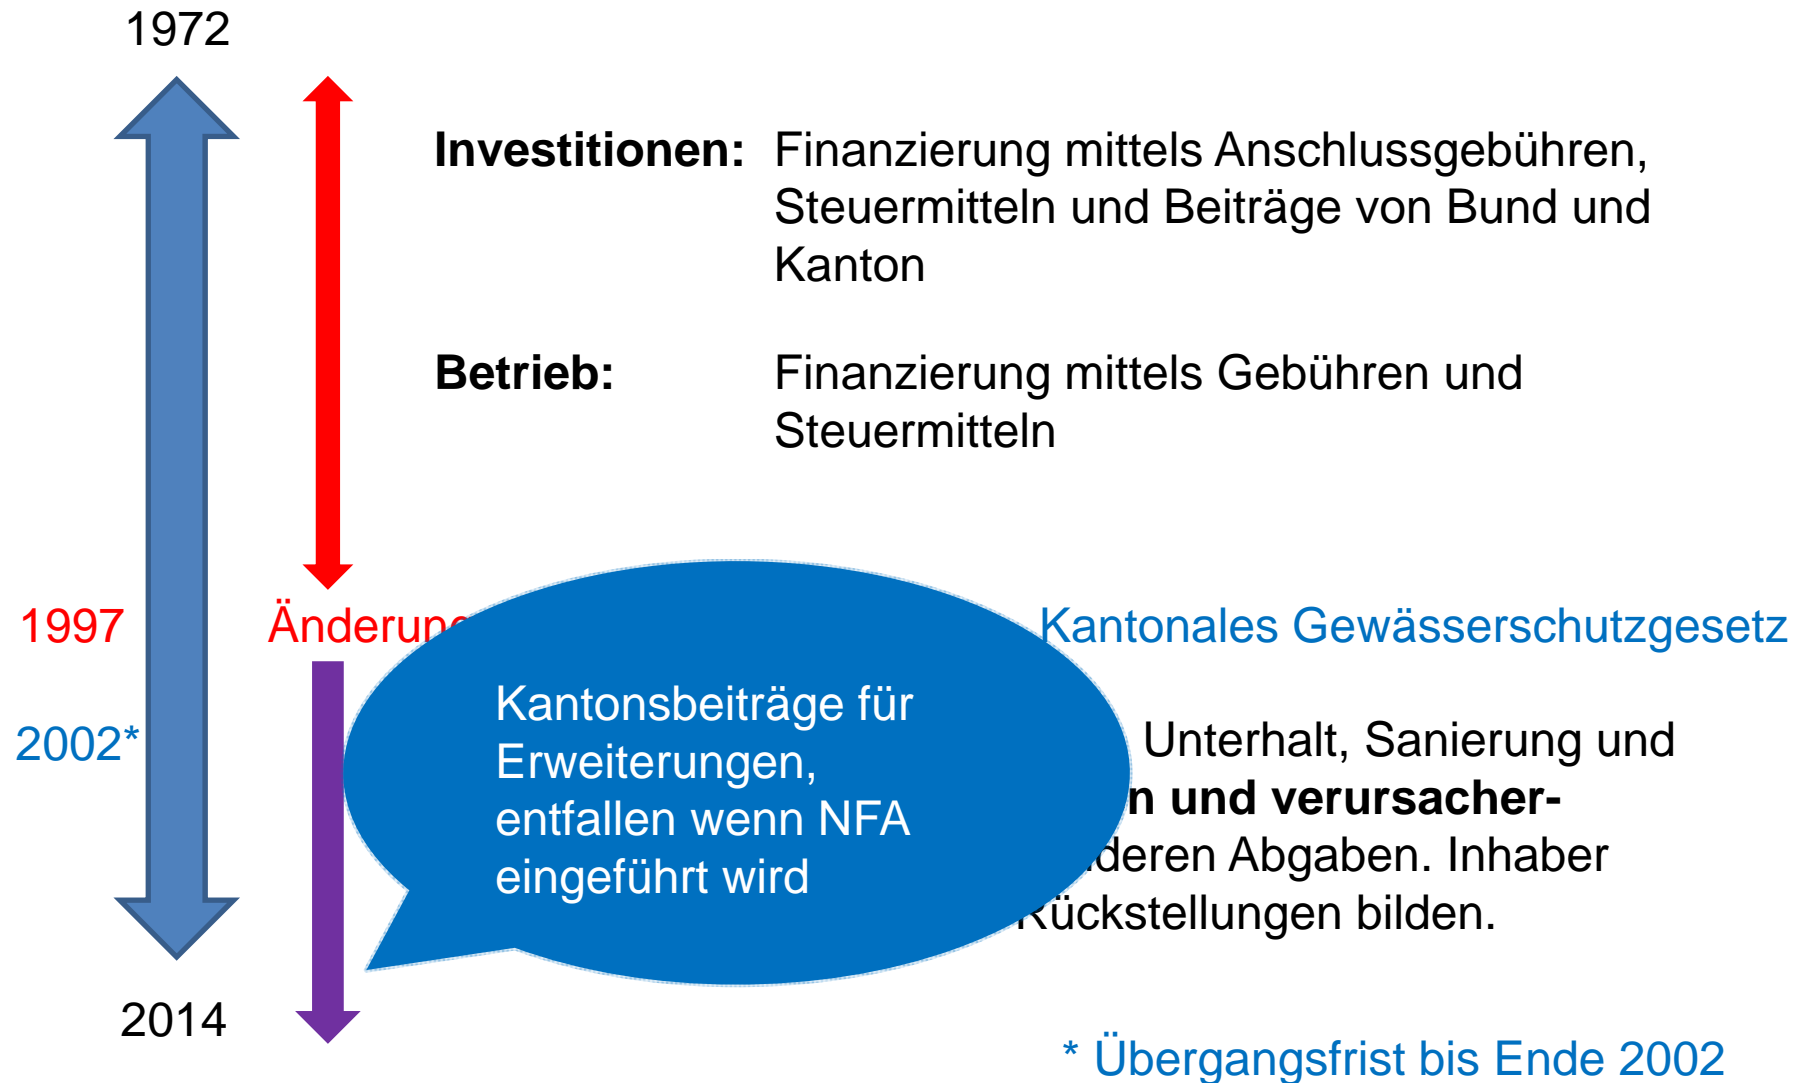 1972
Investitionen: Finanzierung mittels Anschlussgebühren,
Steuermitteln und Beiträge von Bund und
Kanton
Betrieb: Finanzierung mittels Gebühren und
Steuermitteln
1997 Kantonales Gewässerschutzgesetz
Kantonsbeiträge für
Erweiterungen,
entfallen wenn NFA
eingeführt wird
2002* Unterhalt, Sanierung und
und verursacher-
Abgaben. Inhaber
Rückstellungen bilden.
2014
* Übergangsfrist bis Ende 2002